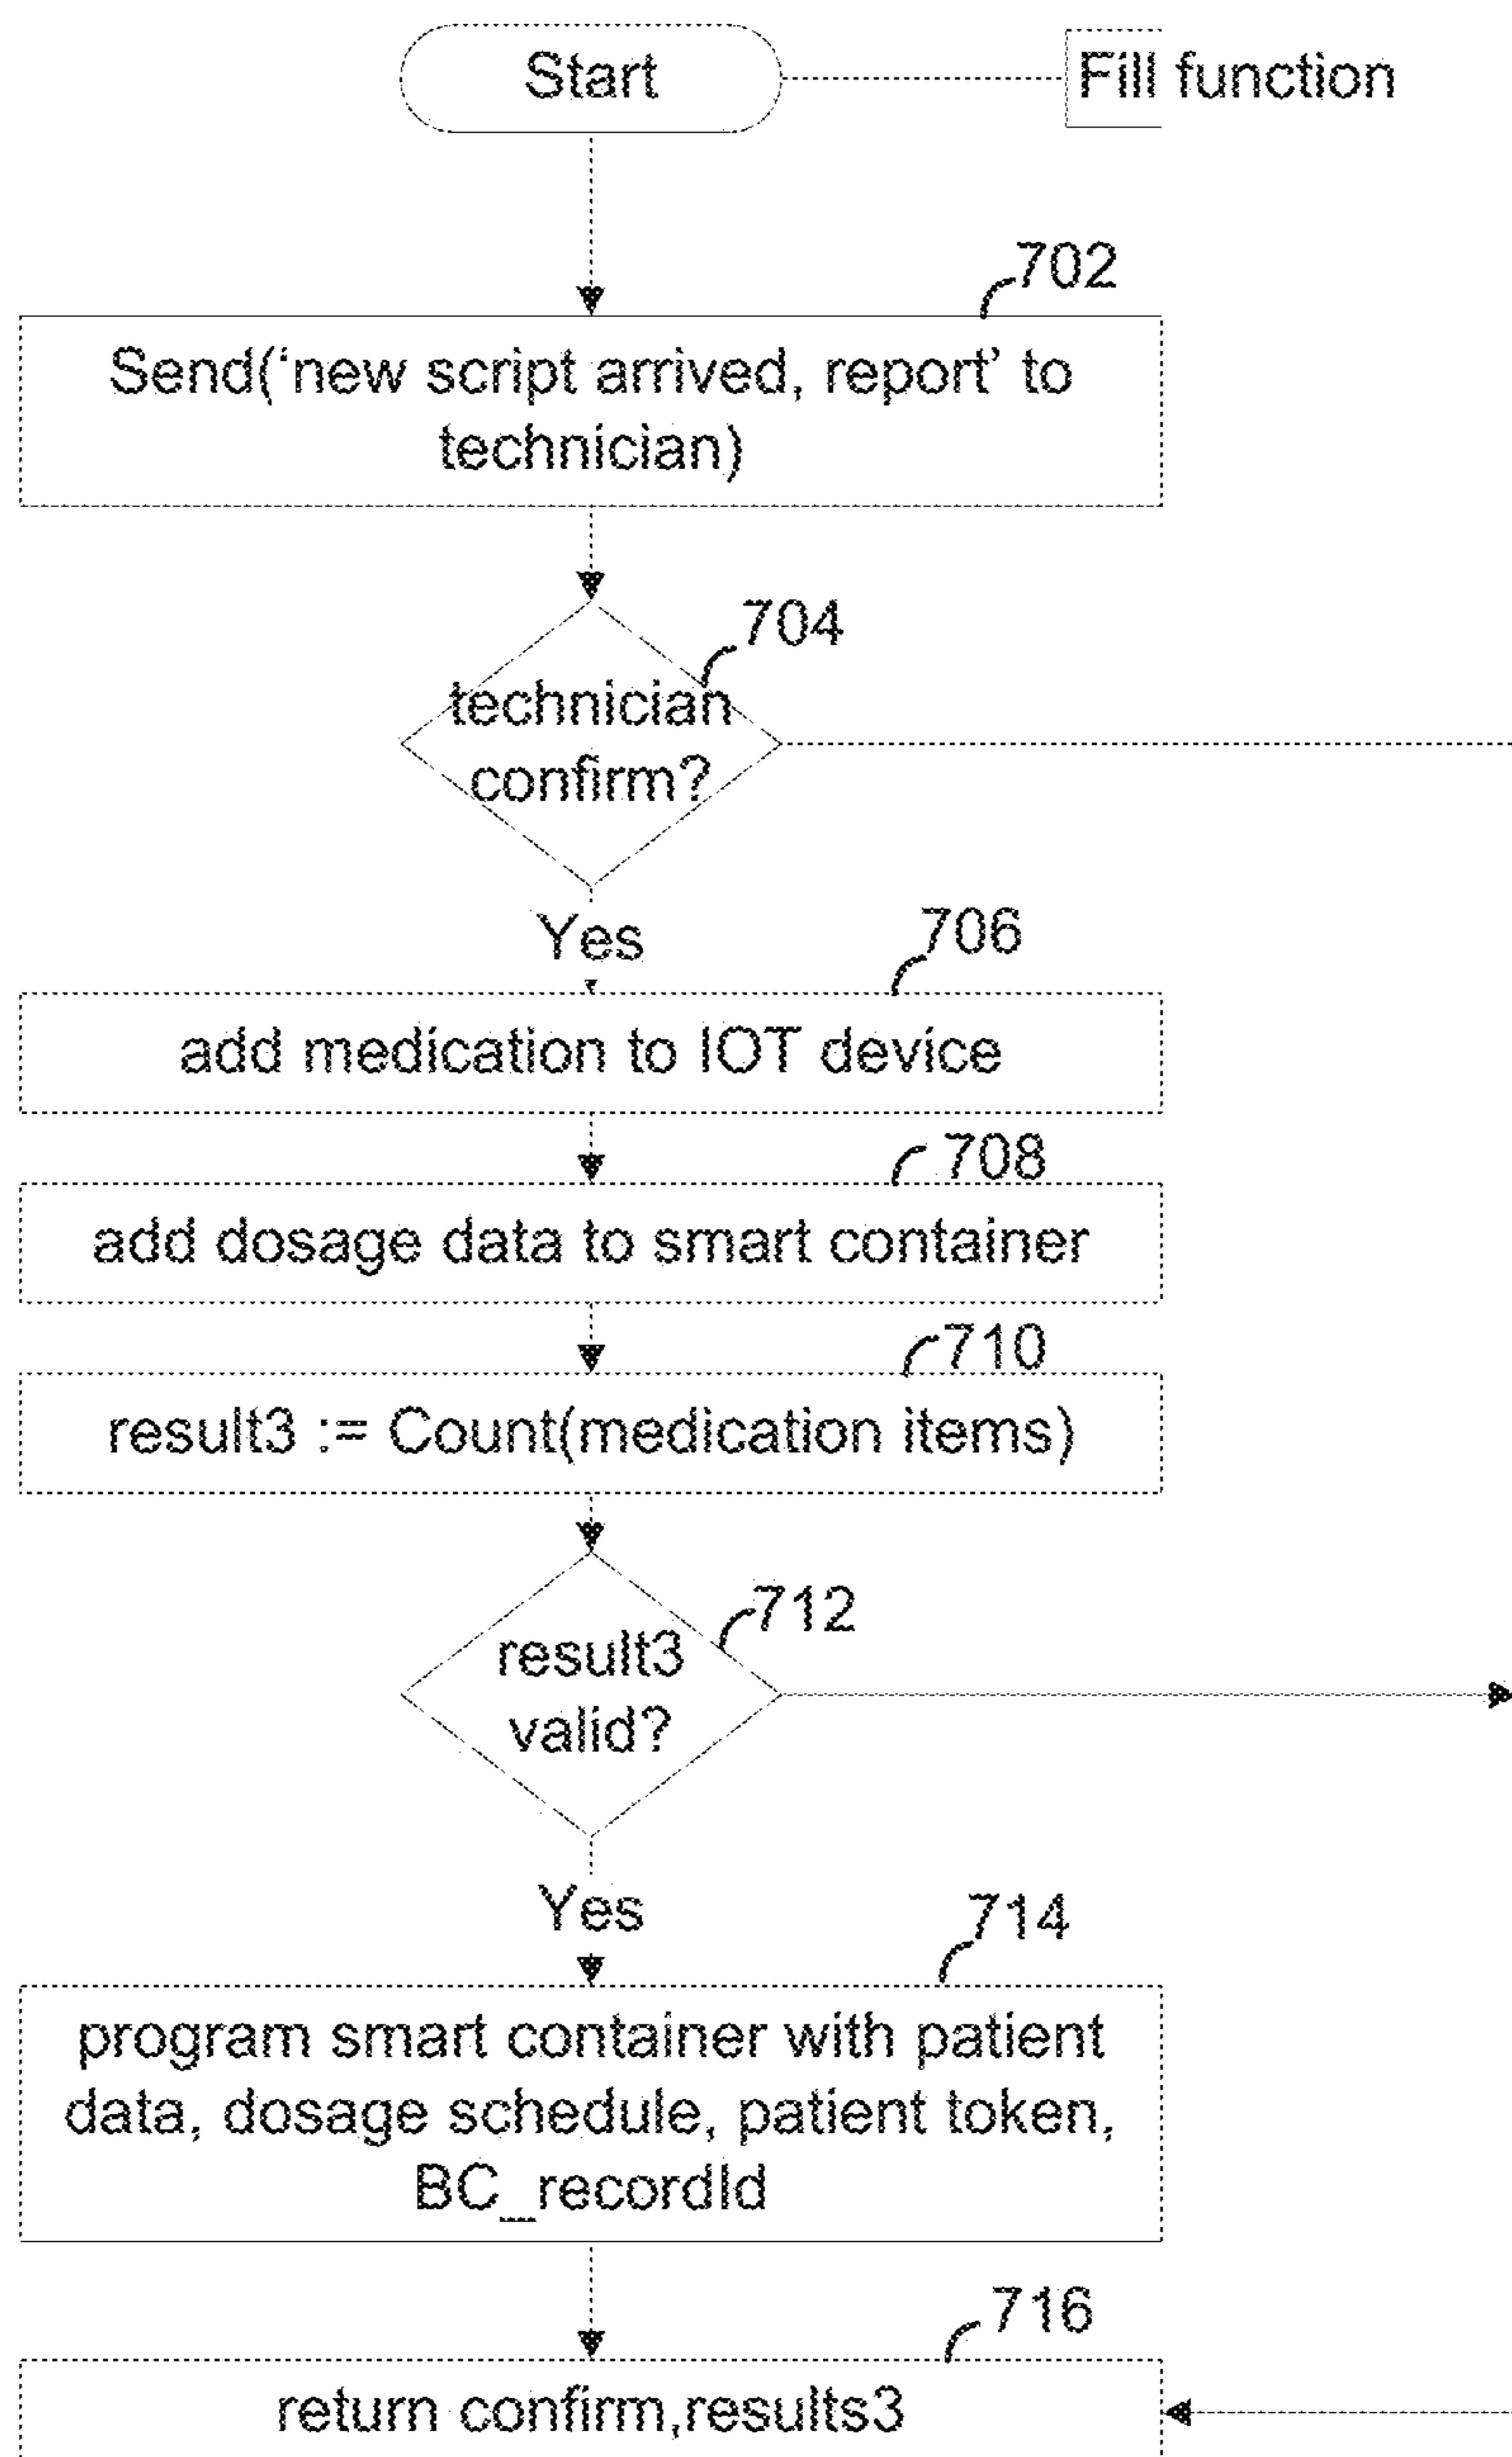 Start
Fill function
702
Send(‘new script arrived, report’ to
technician)
704
technician
confirm?
Yes
706
add medication to IOT device
708
add dosage data to smart container
710
result3 := Count(medication items)
712
result3
valid?
Yes
714
program smart container with patient
data, dosage schedule, patient token,
BC_recordId
716
return confirm,results3